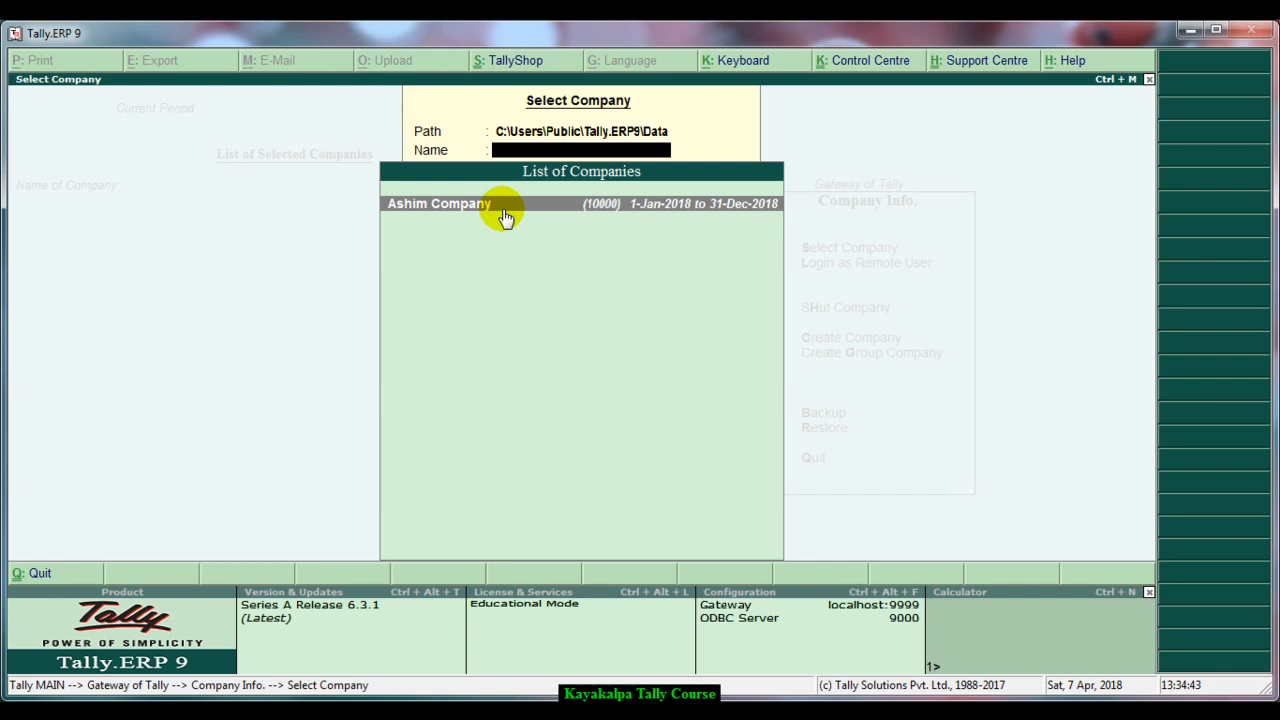 Tally.ERP 9
P: Print
E: Export
M: E-Mail
O: Upload
S: TallyShop
G: Language
K: Keyboard
K: Control Centre
H: Support Centre
H: Help
Select Company
Ctrl + M
Current Period
List of Selected Companies
Name of Company
Select Company
Path : C:\Users\Public\Tally.ERP9\Data
Name :
List of Companies
Ashim Company (10000) 1-Jan-2018 to 31-Dec-2018
Gateway of Tally ....
Company Info.
Select Company
Login as Remote User
SHut Company
Create Company
Create Group Company
Backup
Restore
Quit
Q: Quit
Product
Tally
POWER OF SIMPLICITY
Tally.ERP 9
Version & Updates Ctrl + Alt + T
Series A Release 6.3.1
(Latest)
License & Services Ctrl + Alt + L
Educational Mode
Configuration Ctrl + Alt + F
Gateway localhost:9999
ODBC Server 9000
Calculator Ctrl + N
1>
Tally MAIN --> Gateway of Tally --> Company Info. --> Select Company
(c) Tally Solutions Pvt. Ltd., 1988-2017
Sat, 7 Apr, 2018
13:34:43
Kayakalpa Tally Course